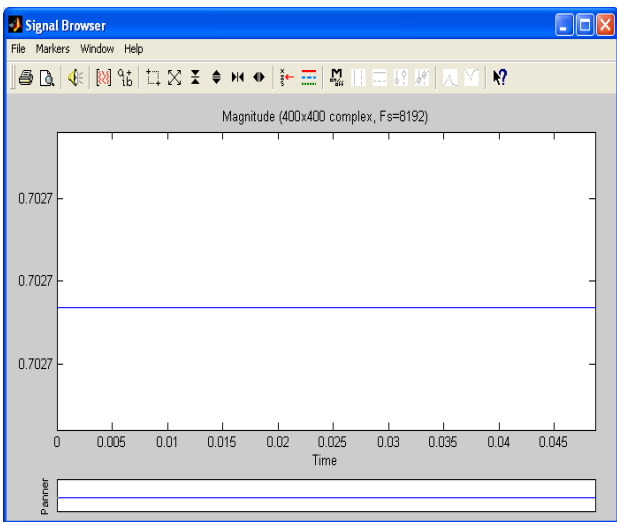 Signal Browser
File Markers Window Help
Magnitude (400x400 complex, Fs=8192)
0.7027
0.7027
0.7027
0 0.005 0.01 0.015 0.02 0.025 0.03 0.035 0.04 0.045
Time
Panner